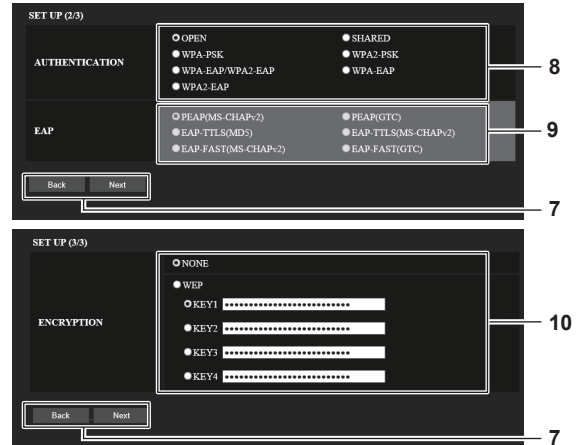 SET UP (2/3)
AUTHENTICATION
OPEN SHARED
WPA-PSK WPA2-PSK
WPA-EAP/WPA2-EAP WPA-EAP
WPA2-EAP
8
EAP
PEAP(MS-CHAPv2) PEAP(GTC)
EAP-TTLS(MD5) EAP-TTLS(MS-CHAPv2)
EAP-FAST(MS-CHAPv2) EAP-FAST(GTC)
9
Back Next
7
SET UP (3/3)
ENCRYPTION
NONE
WEP
KEY1 ••••••••••••••••••••••••••
KEY2 ••••••••••••••••••••••••••
KEY3 ••••••••••••••••••••••••••
KEY4 ••••••••••••••••••••••••••
10
Back Next
7